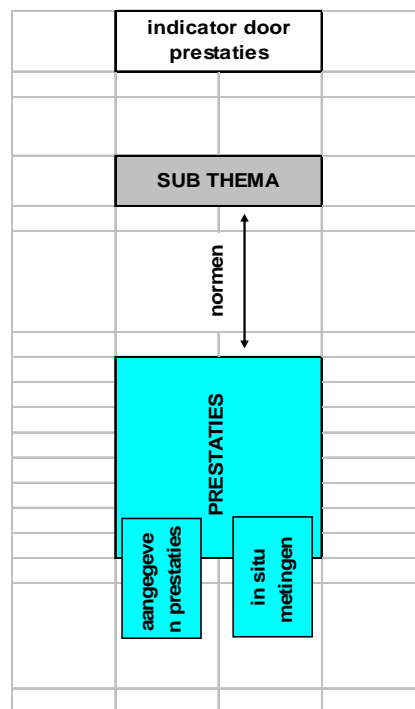 indicator door
prestaties
SUB THEMA
normen
PRESTATIES
aangegeve
n prestaties
in situ
metingen